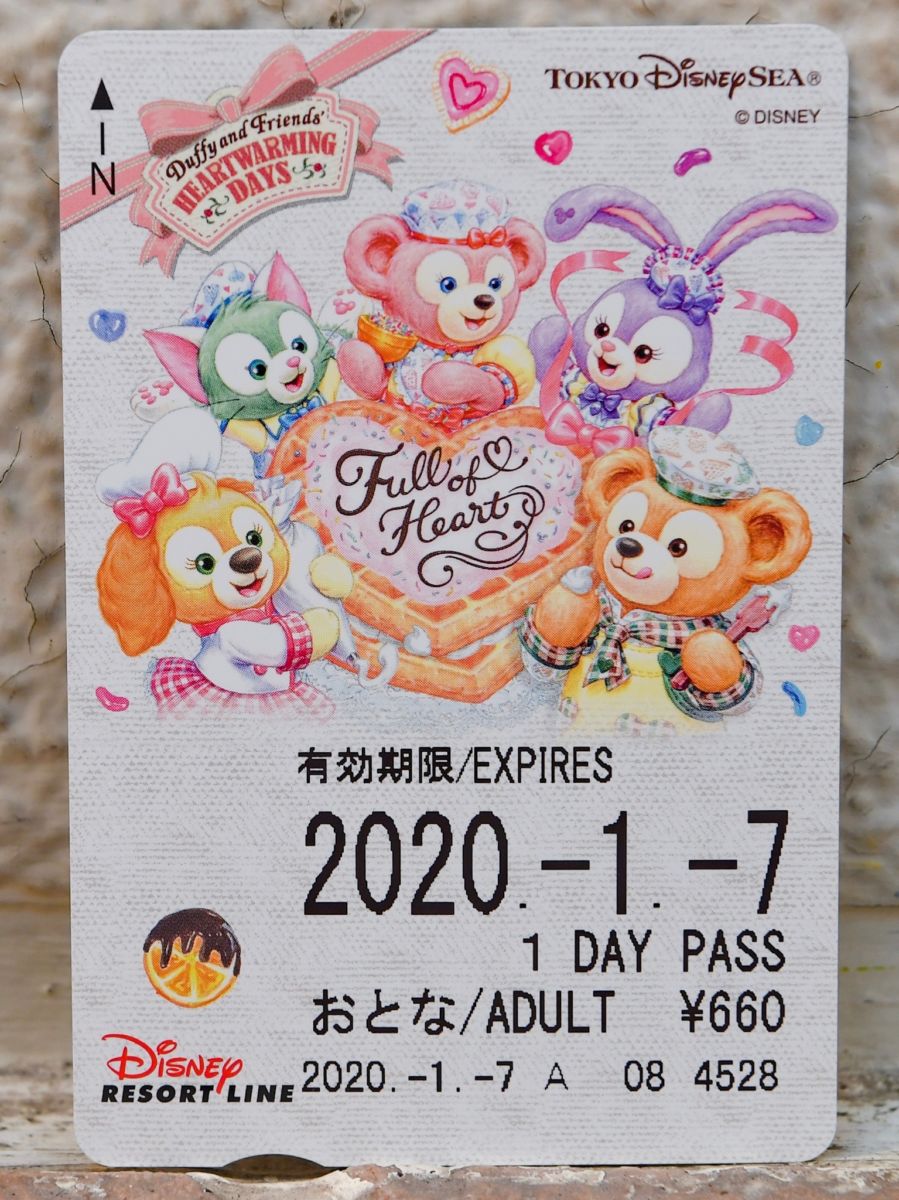 TOKYO DISNEYSEA®
© DISNEY
IN
Duffy and Friends'
HEARTWARMING
DAYS
Full of
Heart
有効期限/EXPIRES
2020.-1.-7
1 DAY PASS
おとな/ADULT ¥660
2020.-1.-7 A 08 4528
DISNEY
RESORT LINE